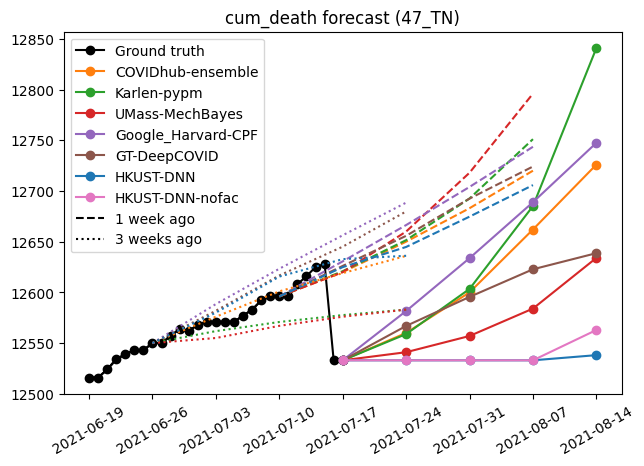 cum_death forecast (47_TN)
12850
12800
12750
12700
12650
12600
12550
12500
Ground truth
COVIDhub-ensemble
Karlen-pypm
UMass-MechBayes
Google_Harvard-CPF
GT-DeepCOVID
HKUST-DNN
HKUST-DNN-nofac
1 week ago
3 weeks ago
2021-06-19
2021-06-26
2021-07-03
2021-07-10
2021-07-17
2021-07-24
2021-07-31
2021-08-07
2021-08-14